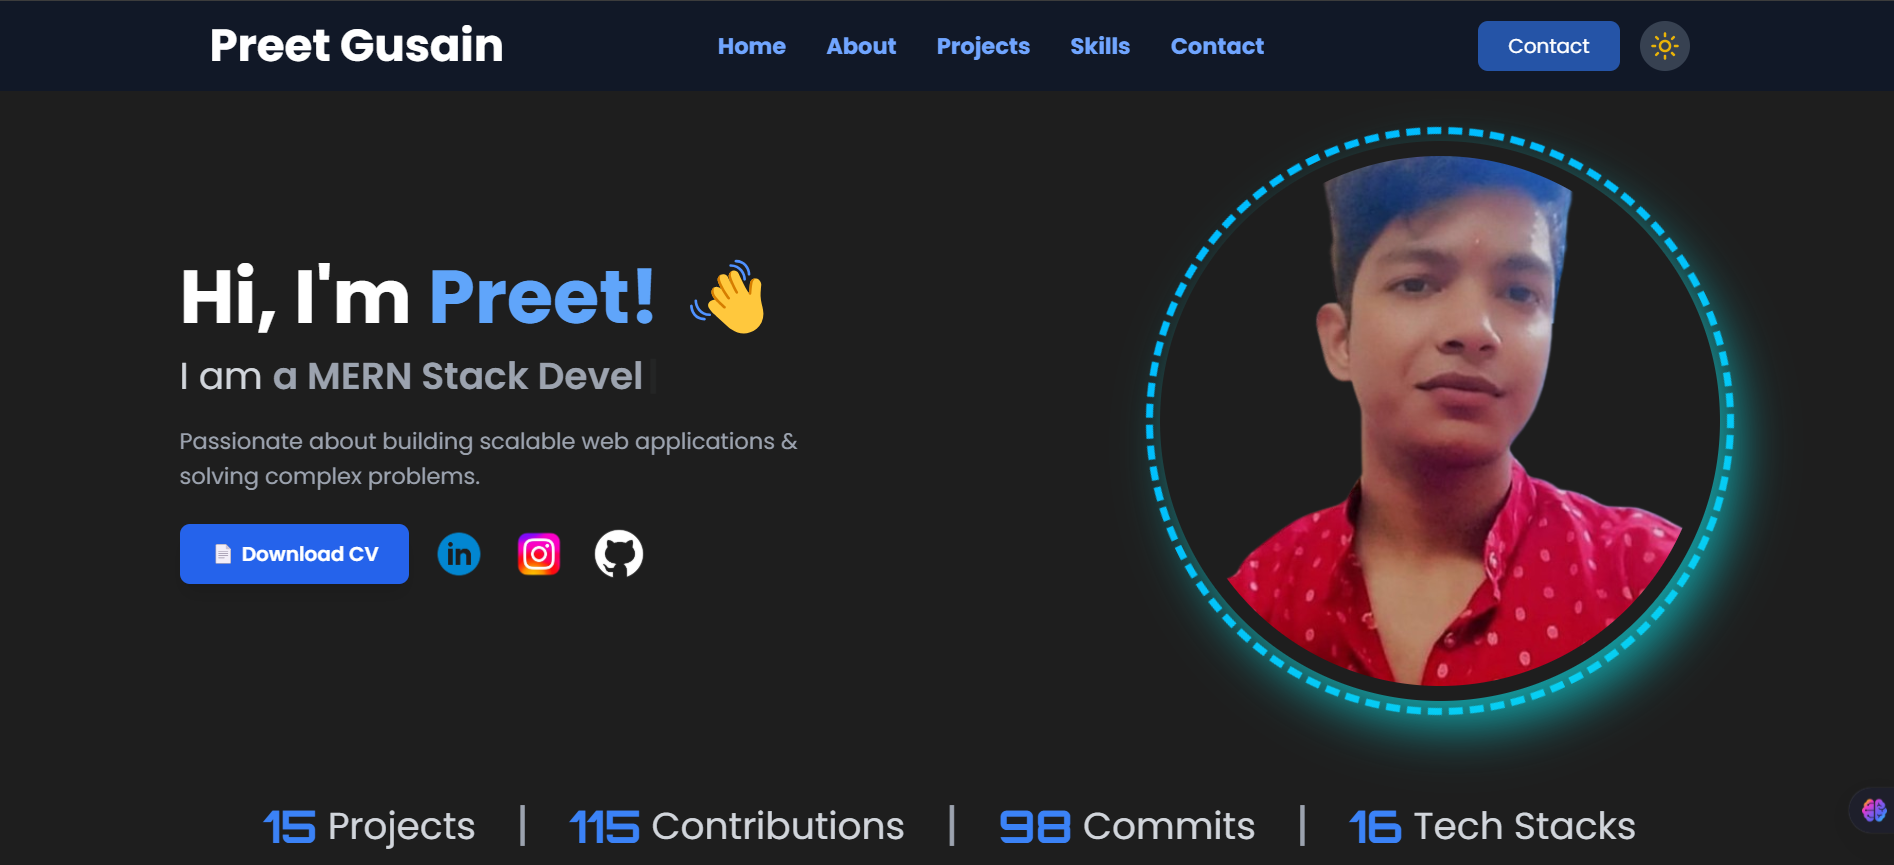 Preet Gusain
Home About Projects Skills Contact
Contact
Hi, I'm Preet!
I am a MERN Stack Devel
Passionate about building scalable web applications &
solving complex problems.
Download CV
in
15 Projects | 115 Contributions | 98 Commits | 16 Tech Stacks